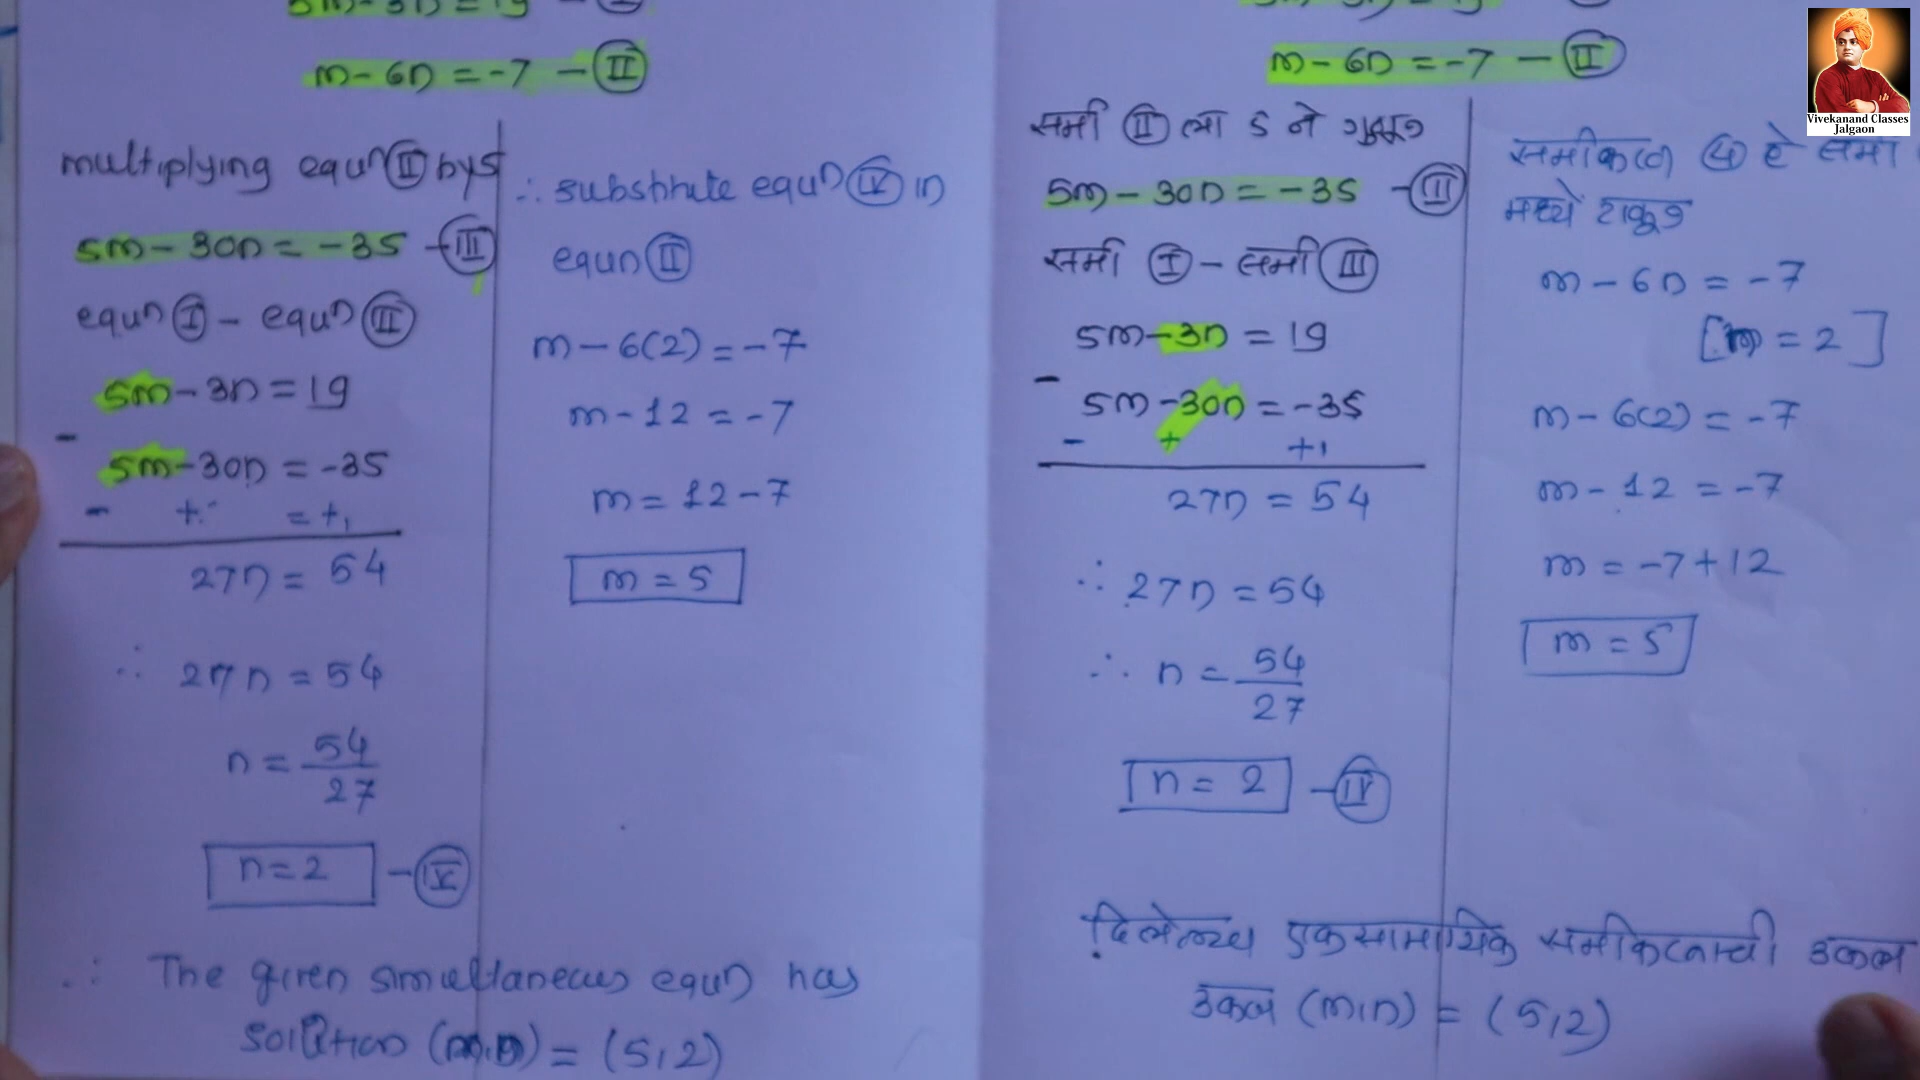 5m-3n=19 - I
m-6n=-7 - II
multiplying equn II by 5
5m-30n=-35 - III
equn I - equn III
5m-3n=19
- 5m-30n=-35
- + =+
27n=54
∴ 27n=54
n=54/27
n=2 - IV
∴ substitute equn IV in
equn II
m-6(2)=-7
m-12=-7
m=12-7
m=5
∴ The given simultaneous equn has
solution (m,n)=(5,2)
m-6n=-7 - II
समी II ला 5 ने गुणून
5m-30n=-35 - III
समी I - समी III
5m-3n=19
- 5m-30n=-35
- + +
27n=54
∴ 27n=54
∴ n=54/27
n=2 - IV
समीकरण 4 हे समी
मध्ये टाकून
m-6n=-7
[n=2]
m-6(2)=-7
m-12=-7
m=-7+12
m=5
एकसामायिक उकल
उकल (m,n)=(5,2)
Vivekanand Classes
Jalgaon